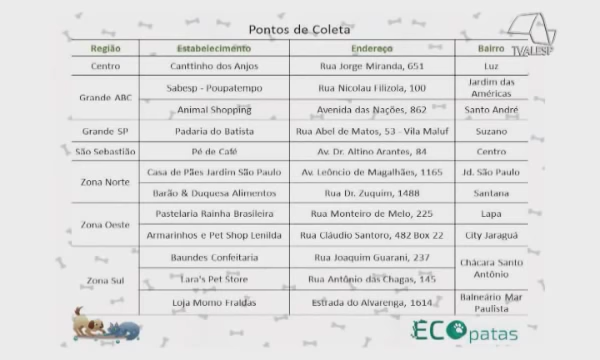 Pontos de Coleta
TVALESP
Região Estabelecimento Endereço Bairro
Centro Canttinho dos Anjos Rua Jorge Miranda, 651 Luz
Grande ABC Sabesp - Poupatempo Rua Nicolau Filizola, 100 Jardim das Américas
Animal Shopping Avenida das Nações, 862 Santo André
Grande SP Padaria do Batista Rua Abel de Matos, 53 - Vila Maluf Suzano
São Sebastião Pé de Café Av. Dr. Altino Arantes, 84 Centro
Zona Norte Casa de Pães Jardim São Paulo Av. Leôncio de Magalhães, 1165 Jd. São Paulo
Barão & Duquesa Alimentos Rua Dr. Zuquim, 1488 Santana
Zona Oeste Pastelaria Rainha Brasileira Rua Monteiro de Melo, 225 Lapa
Armarinhos e Pet Shop Lenilda Rua Cláudio Santoro, 482 Box 22 City Jaraguá
Zona Sul Baundes Confeitaria Rua Joaquim Guarani, 237 Chácara Santo Antônio
Lara's Pet Store Rua Antônio das Chagas, 145
Loja Momo Fraldas Estrada do Alvarenga, 1614 Balneário Mar Paulista
ECOpatas